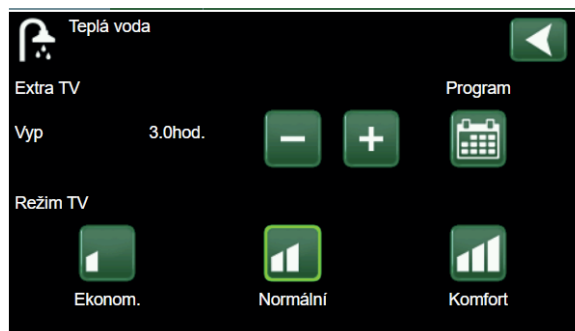 Teplá voda
Extra TV
Program
Vyp 3.0hod.
Režim TV
Ekonom. Normální Komfort